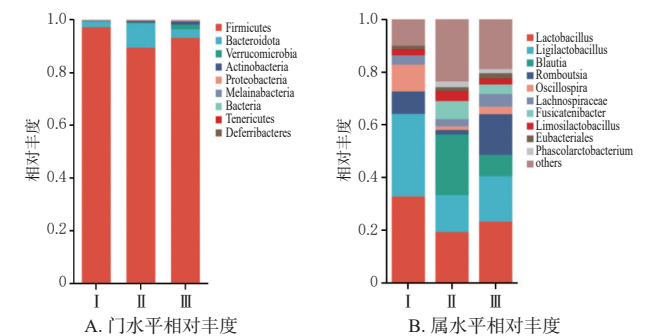 1.0
0.8
0.6
0.4
0.2
0
相对丰度
I
II
III
Firmicutes
Bacteroidota
Verrucomicrobia
Actinobacteria
Proteobacteria
Melainabacteria
Bacteria
Tenericutes
Deferribacteres
A. 门水平相对丰度
1.0
0.8
0.6
0.4
0.2
0
相对丰度
I
II
III
Lactobacillus
Ligilactobacillus
Blautia
Romboutsia
Oscillospira
Lachnospiraceae
Fusicatenibacter
Limosilactobacillus
Eubacteriales
Phascolarctobacterium
others
B. 属水平相对丰度